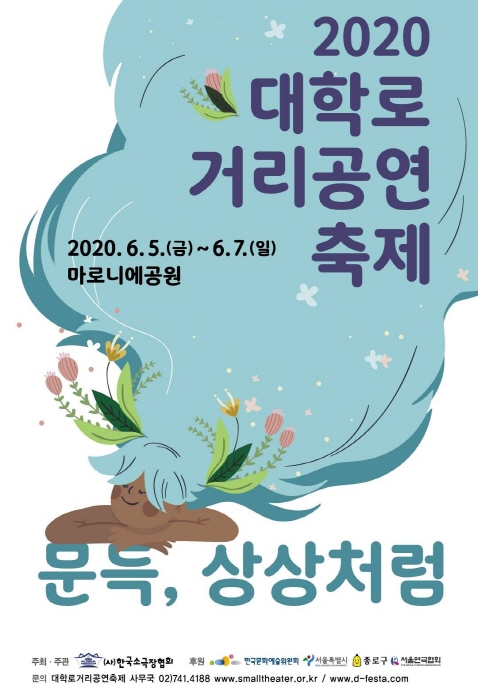 2020
대학로
거리공연
축제
2020. 6. 5.(금) ~ 6. 7.(일)
마로니에공원
문득, 상상처럼
주최 · 주관 (사)한국소극장협회 후원 한국문화예술위원회 서울특별시 종로구 서울연극협회
문의 대학로거리공연축제 사무국 02)741.4188 www.smalltheater.or.kr / www.d-festa.com